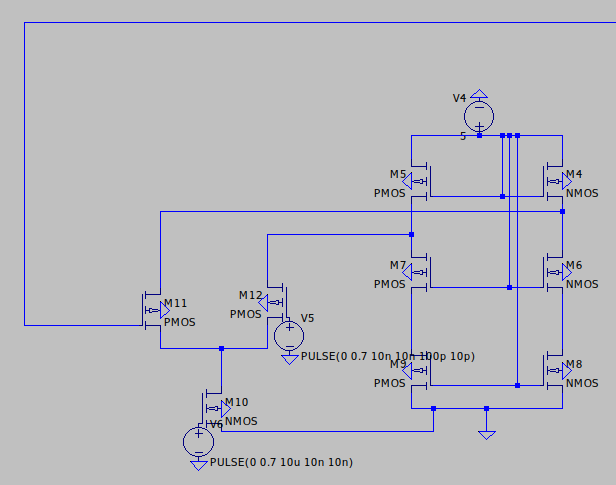 V4
5
M5
PMOS
M4
NMOS
M7
PMOS
M6
NMOS
M12
PMOS
M11
PMOS
V5
PULSE(0 0.7 10n 10n 100p 10p)
M9
PMOS
M8
NMOS
M10
NMOS
V6
PULSE(0 0.7 10u 10n 10n)